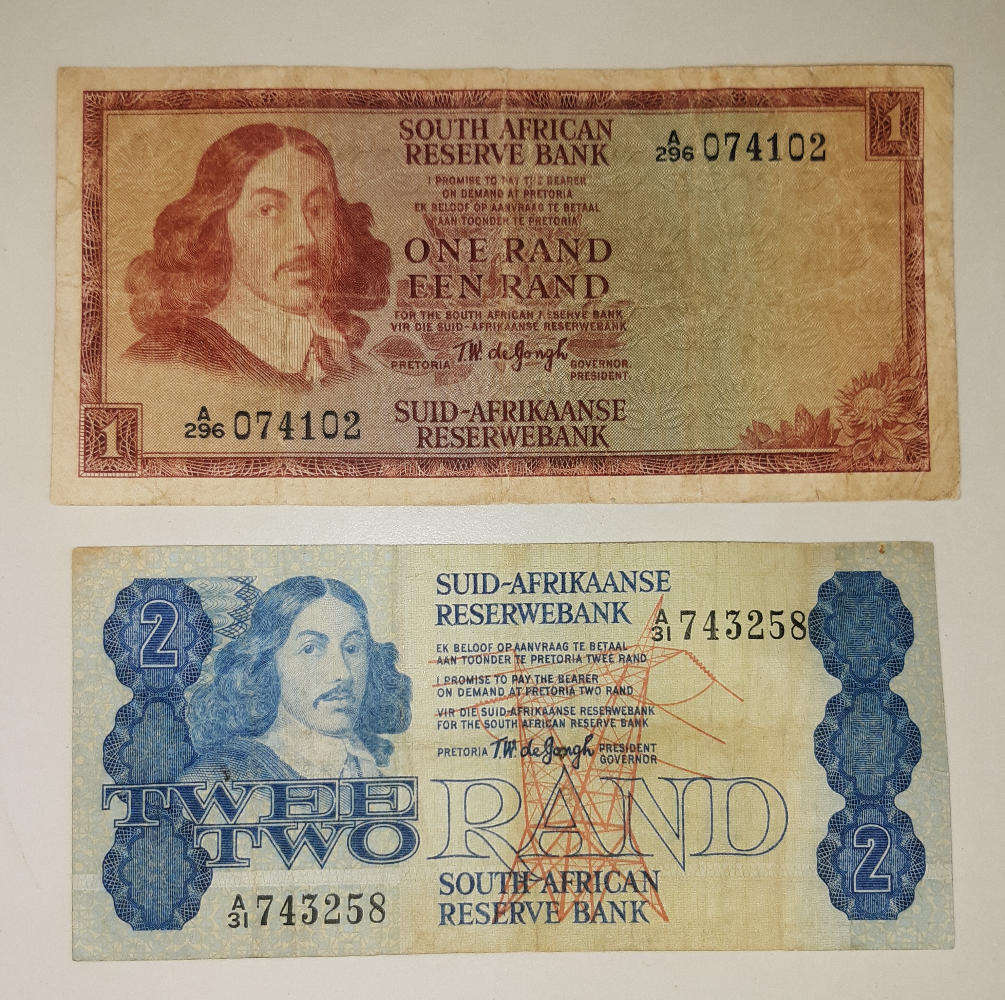 1
SOUTH AFRICAN
RESERVE BANK
A
296 074102
I PROMISE TO PAY THE BEARER
ON DEMAND AT PRETORIA
EK BELOOF OP AANVRAAG TE BETAAL
AAN TOONDER TE PRETORIA
ONE RAND
EEN RAND
FOR THE SOUTH AFRICAN RESERVE BANK
VIR DIE SUID-AFRIKAANSE RESERWEBANK
T.W. de Jongh
PRETORIA GOVERNOR.
PRESIDENT.
A
296 074102
SUID-AFRIKAANSE
RESERWEBANK
1
2
SUID-AFRIKAANSE
RESERWEBANK
A
31 743258
EK BELOOF OP AANVRAAG TE BETAAL
AAN TOONDER TE PRETORIA TWEE RAND
I PROMISE TO PAY THE BEARER
ON DEMAND AT PRETORIA TWO RAND
VIR DIE SUID-AFRIKAANSE RESERWEBANK
FOR THE SOUTH AFRICAN RESERVE BANK
PRETORIA T.W. de Jongh PRESIDENT
GOVERNOR
TWEE
TWO RAND
2
SOUTH AFRICAN
RESERVE BANK
A
31 743258